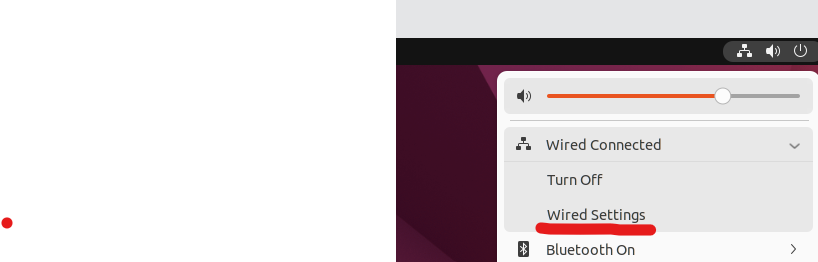 Wired Connected
Turn Off
Wired Settings
Bluetooth On